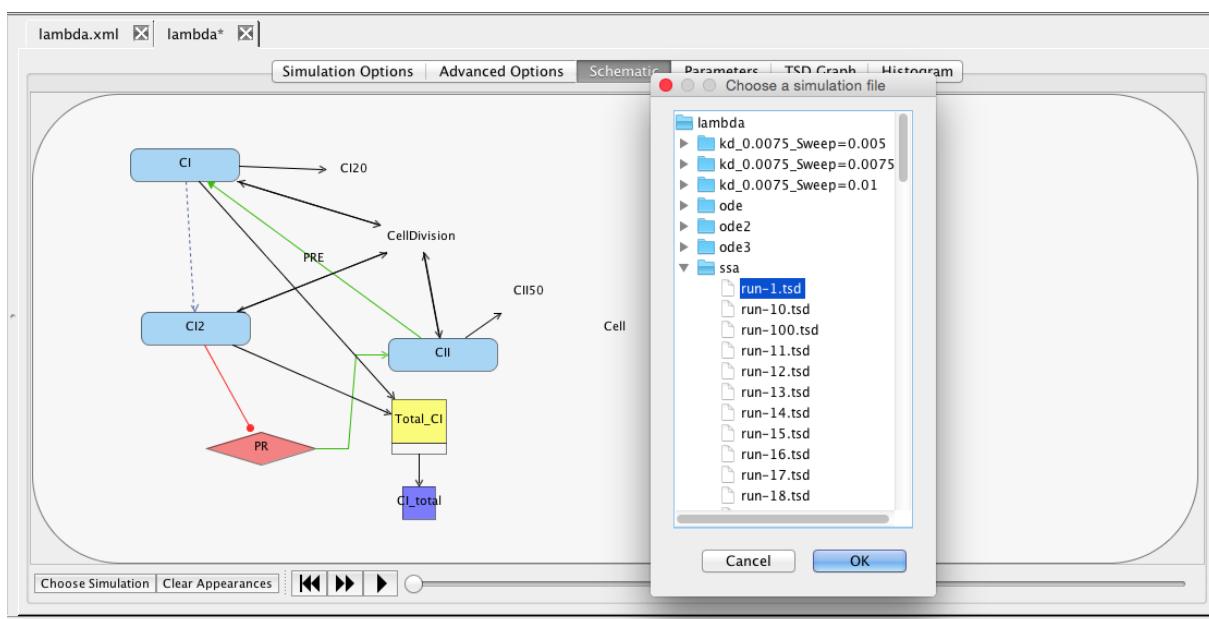 lambda.xml lambda*
Simulation Options Advanced Options Schematic Parameters TSD Graph Histogram
Choose a simulation file
lambda
kd_0.0075_Sweep=0.005
kd_0.0075_Sweep=0.0075
kd_0.0075_Sweep=0.01
ode
ode2
ode3
ssa
run-1.tsd
run-10.tsd
run-100.tsd
run-11.tsd
run-12.tsd
run-13.tsd
run-14.tsd
run-15.tsd
run-16.tsd
run-17.tsd
run-18.tsd
Cancel OK
CI
CI20
CellDivision
PRE
CII50
CI2
Cell
CII
Total_CI
PR
CI_total
Choose Simulation Clear Appearances